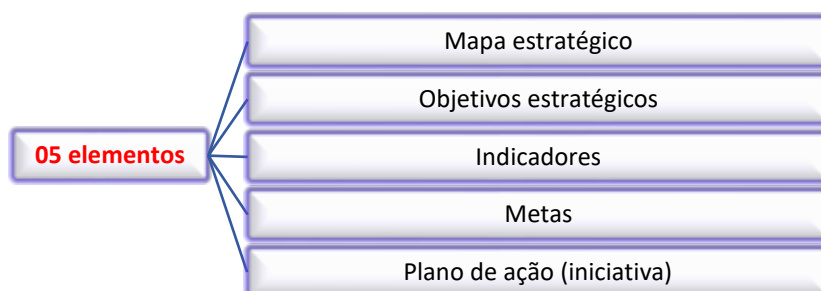 05 elementos
Mapa estratégico
Objetivos estratégicos
Indicadores
Metas
Plano de ação (iniciativa)